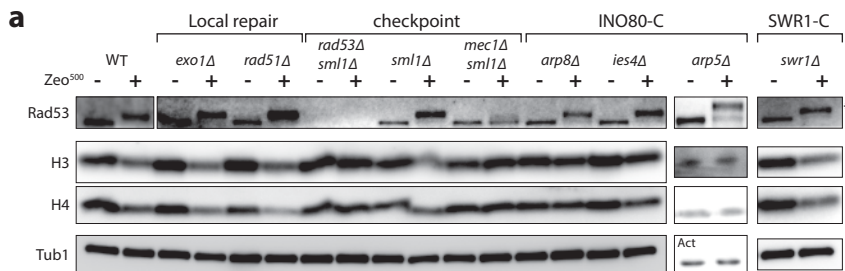 a
Local repair checkpoint INO80-C SWR1-C
WT exo1Δ rad51Δ rad53Δ sml1Δ sml1Δ mec1Δ sml1Δ arp8Δ ies4Δ arp5Δ swr1Δ
Zeo500 - + - + - + - + - + - + - + - + - + - +
Rad53
H3
H4
Tub1 Act